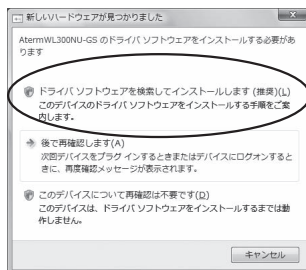 新しいハードウェアが見つかりました
AtermWL300NU-GS のドライバ ソフトウェアをインストールする必要があ
ります
ドライバ ソフトウェアを検索してインストールします (推奨)(L)
このデバイスのドライバ ソフトウェアをインストールする手順をご案
内します。
後で再確認します(A)
次回デバイスをプラグ インするときまたはデバイスにログオンすると
きに、再度確認メッセージが表示されます。
このデバイスについて再確認は不要です(D)
このデバイスは、ドライバ ソフトウェアをインストールするまでは動
作しません。
キャンセル